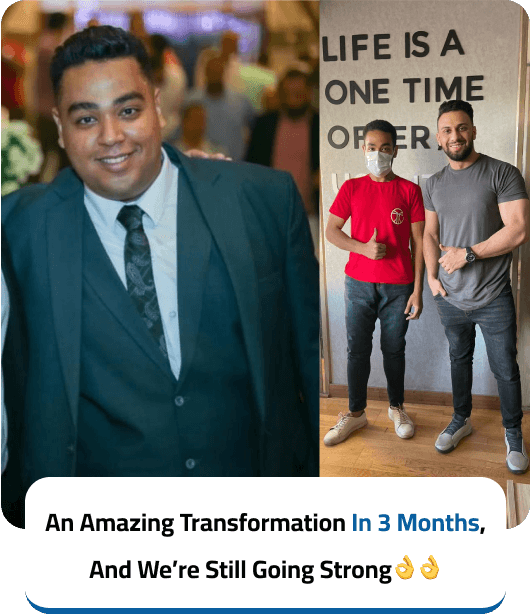 LIFE IS A
ONE TIME
OFFER.
An Amazing Transformation In 3 Months,
And We're Still Going Strong👌👌